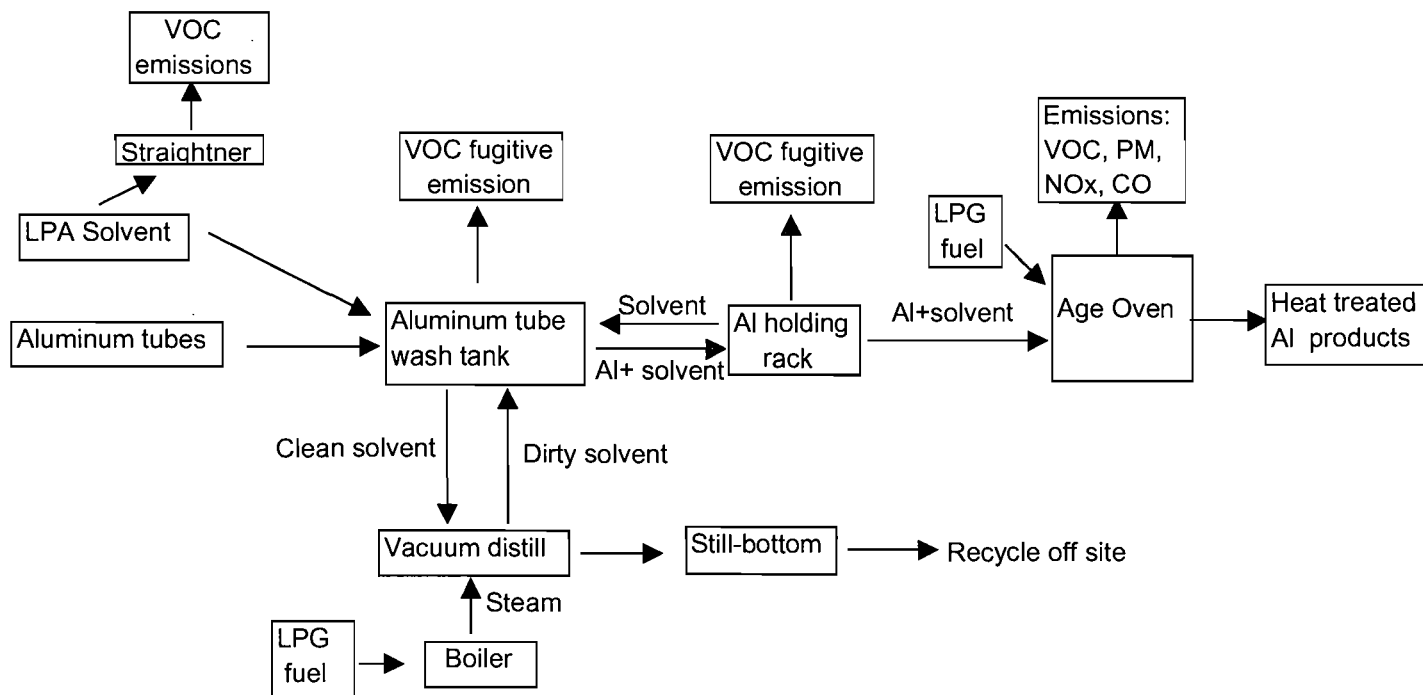 VOC
emissions
Straightner
LPA Solvent
Aluminum tubes
VOC fugitive
emission
Aluminum tube
wash tank
Solvent
Al+ solvent
VOC fugitive
emission
Al holding
rack
Al+solvent
LPG
fuel
Emissions:
VOC, PM,
NOx, CO
Age Oven
Heat treated
Al products
Clean solvent
Dirty solvent
Vacuum distill
Still-bottom
Recycle off site
Steam
LPG
fuel
Boiler